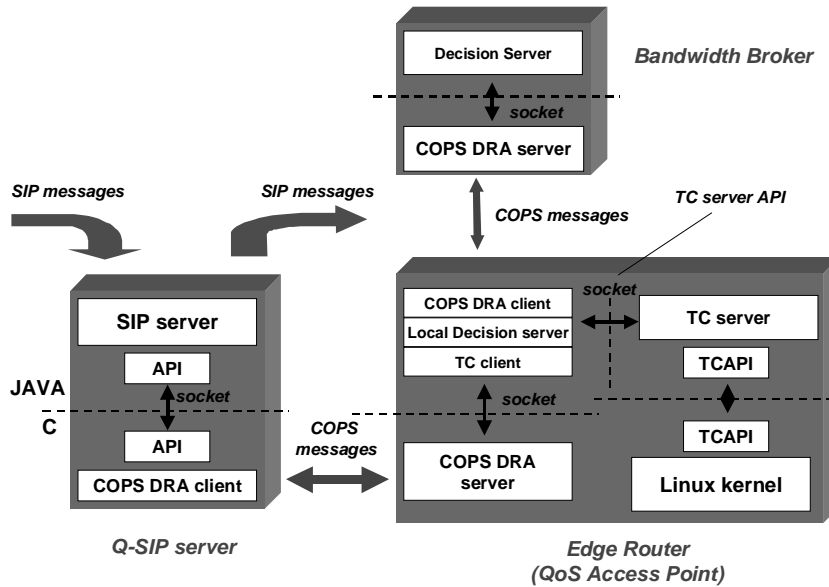 Decision Server
Bandwidth Broker
socket
COPS DRA server
SIP messages
SIP messages
COPS messages
TC server API
SIP server
API
JAVA
socket
C
API
COPS DRA client
Q-SIP server
COPS
messages
COPS DRA client
Local Decision server
TC client
socket
TC server
TCAPI
socket
TCAPI
COPS DRA
server
Linux kernel
Edge Router
(QoS Access Point)